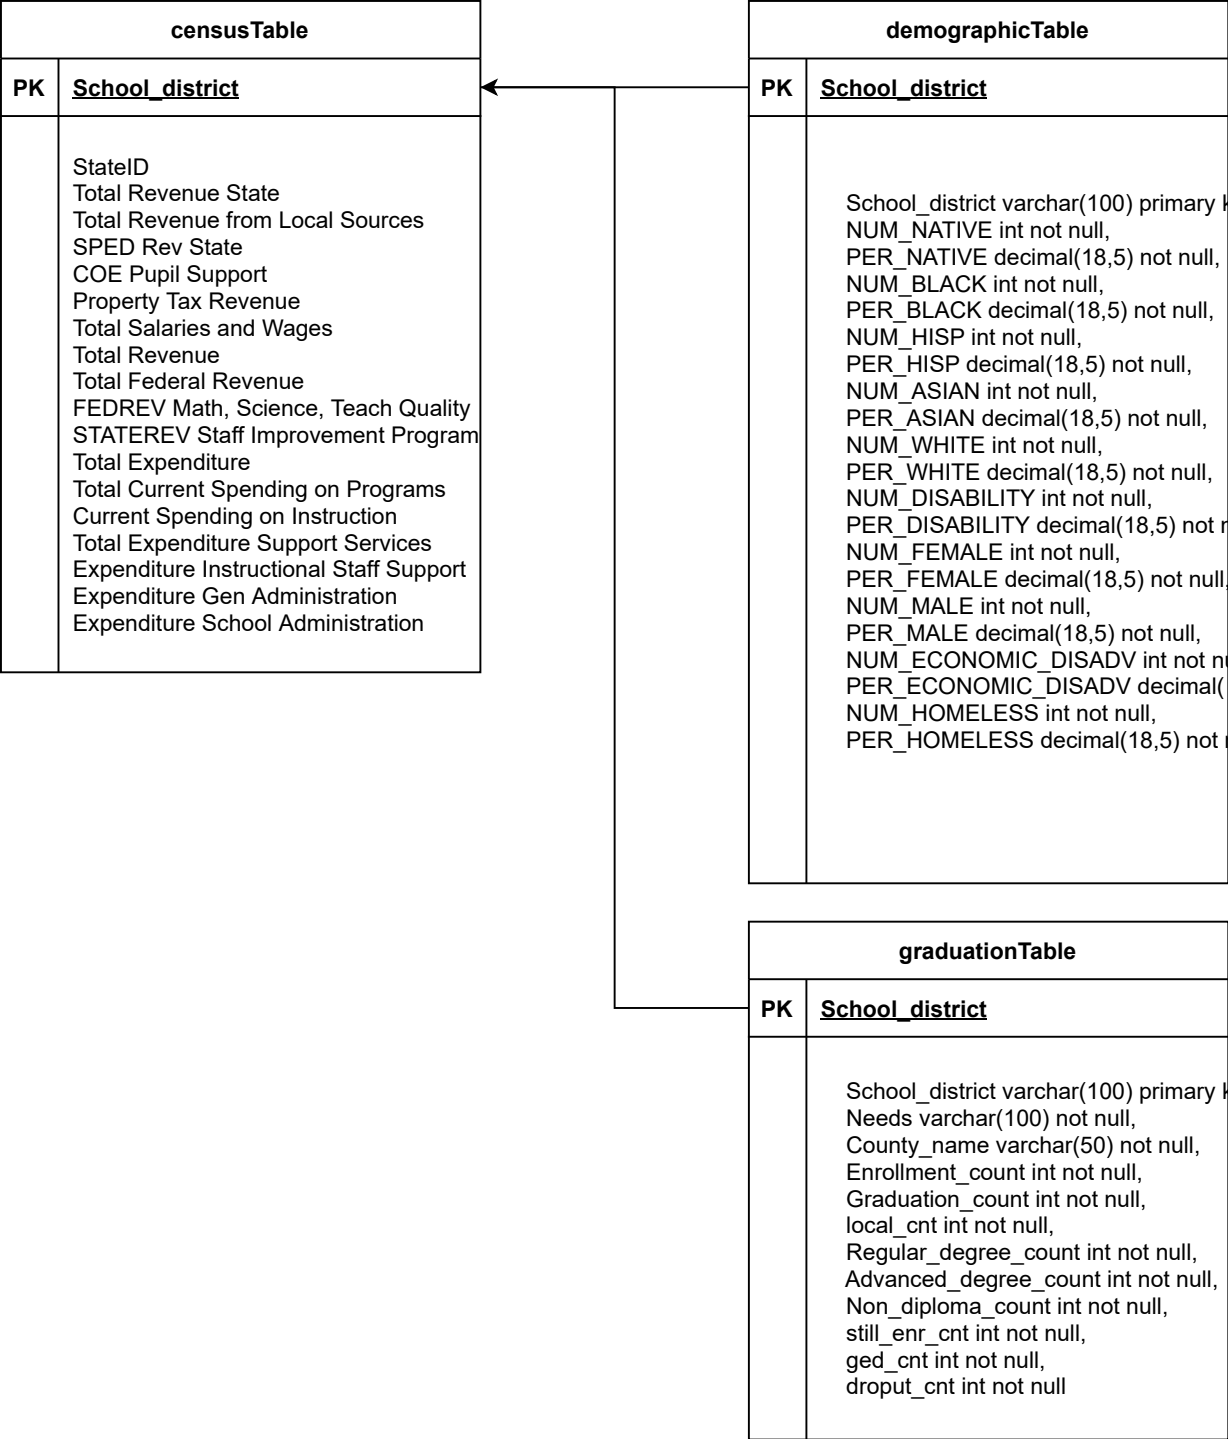 censusTable
PK School_district
StateID
Total Revenue State
Total Revenue from Local Sources
SPED Rev State
COE Pupil Support
Property Tax Revenue
Total Salaries and Wages
Total Revenue
Total Federal Revenue
FEDREV Math, Science, Teach Quality
STATEREV Staff Improvement Program
Total Expenditure
Total Current Spending on Programs
Current Spending on Instruction
Total Expenditure Support Services
Expenditure Instructional Staff Support
Expenditure Gen Administration
Expenditure School Administration
demographicTable
PK School_district
School_district varchar(100) primary
NUM_NATIVE int not null,
PER_NATIVE decimal(18,5) not null,
NUM_BLACK int not null,
PER_BLACK decimal(18,5) not null,
NUM_HISP int not null,
PER_HISP decimal(18,5) not null,
NUM_ASIAN int not null,
PER_ASIAN decimal(18,5) not null,
NUM_WHITE int not null,
PER_WHITE decimal(18,5) not null,
NUM_DISABILITY int not null,
PER_DISABILITY decimal(18,5) not
NUM_FEMALE int not null,
PER_FEMALE decimal(18,5) not null,
NUM_MALE int not null,
PER_MALE decimal(18,5) not null,
NUM_ECONOMIC_DISADV int not
PER_ECONOMIC_DISADV decimal(
NUM_HOMELESS int not null,
PER_HOMELESS decimal(18,5) not
graduationTable
PK School_district
School_district varchar(100) primary
Needs varchar(100) not null,
County_name varchar(50) not null,
Enrollment_count int not null,
Graduation_count int not null,
local_cnt int not null,
Regular_degree_count int not null,
Advanced_degree_count int not null,
Non_diploma_count int not null,
still_enr_cnt int not null,
ged_cnt int not null,
droput_cnt int not null